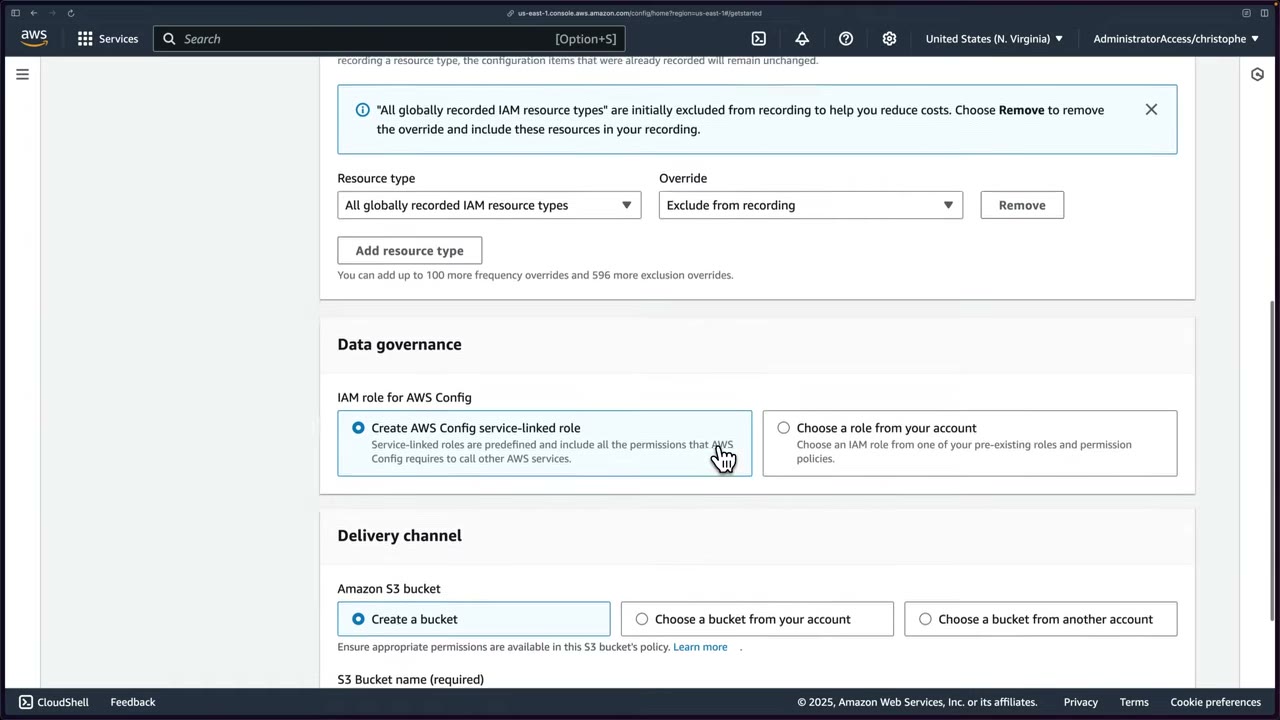 us-east-1.console.aws.amazon.com/config/home?region=us-east-1#/getstarted
aws
Services
Search
[Option+S]
United States (N. Virginia)
AdministratorAccess/christophe
recording a resource type, the configuration items that were already recorded will remain unchanged.
"All globally recorded IAM resource types" are initially excluded from recording to help you reduce costs. Choose Remove to remove
the override and include these resources in your recording.
Resource type
Override
All globally recorded IAM resource types
Exclude from recording
Remove
Add resource type
You can add up to 100 more frequency overrides and 596 more exclusion overrides.
Data governance
IAM role for AWS Config
Create AWS Config service-linked role
Service-linked roles are predefined and include all the permissions that AWS
Config requires to call other AWS services.
Choose a role from your account
Choose an IAM role from one of your pre-existing roles and permission
policies.
Delivery channel
Amazon S3 bucket
Create a bucket
Choose a bucket from your account
Choose a bucket from another account
Ensure appropriate permissions are available in this S3 bucket's policy. Learn more .
S3 Bucket name (required)
CloudShell
Feedback
© 2025, Amazon Web Services, Inc. or its affiliates.
Privacy
Terms
Cookie preferences